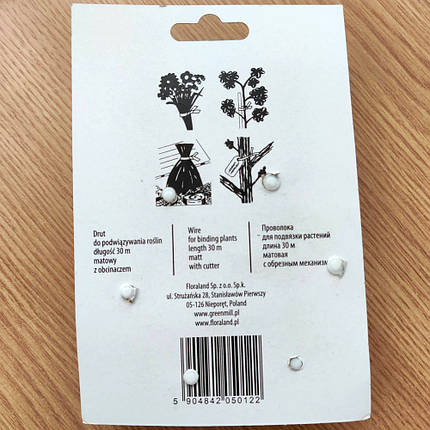 Drut
do podwiązywania roślin
długość 30 m
matowy
z obcinaczem
Wire
for binding plants
length 30 m
matt
with cutter
Проволока
для подвязки растений
длина 30 м
матовая
с обрезным механизм
Floraland Sp. z o.o. Sp.k.
ul. Strużańska 28, Stanisławów Pierwszy
05-126 Nieporęt, Poland
www.greenmill.pl
www.floraland.pl
5 904842 050122